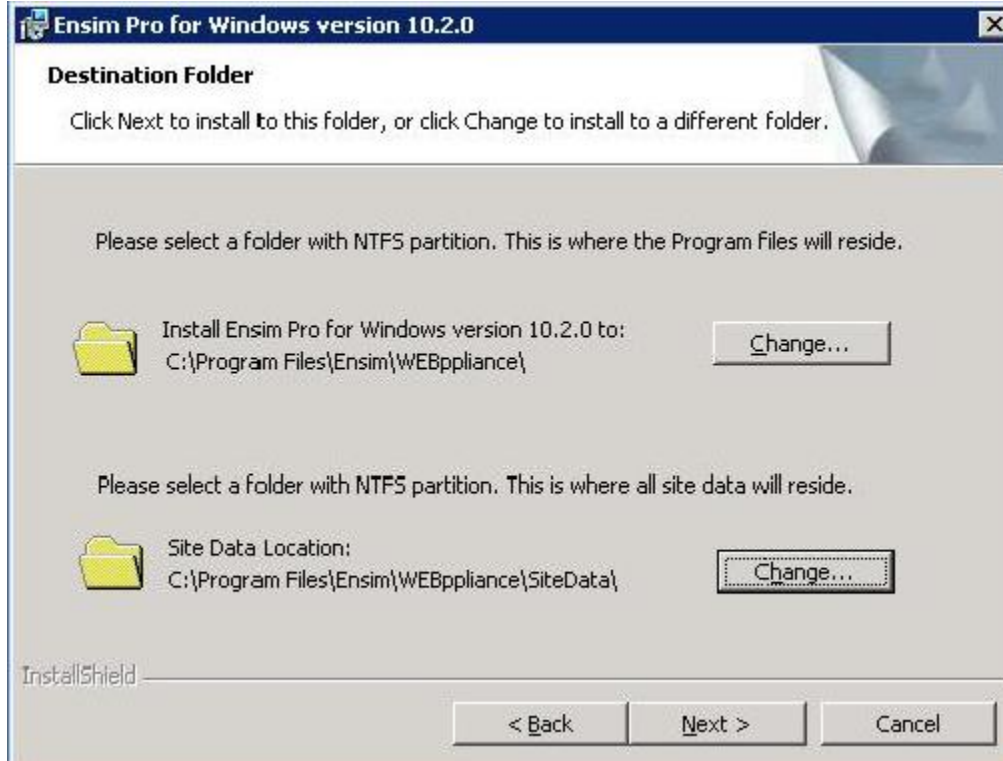 Ensim Pro for Windows version 10.2.0
Destination Folder
Click Next to install to this folder, or click Change to install to a different folder.
Please select a folder with NTFS partition. This is where the Program files will reside.
Install Ensim Pro for Windows version 10.2.0 to:
Change...
C:\Program Files\Ensim\WEBppliance\
Please select a folder with NTFS partition. This is where all site data will reside.
Site Data Location:
Change...
C:\Program Files\Ensim\WEBppliance\SiteData\
InstallShield
< Back
Next >
Cancel